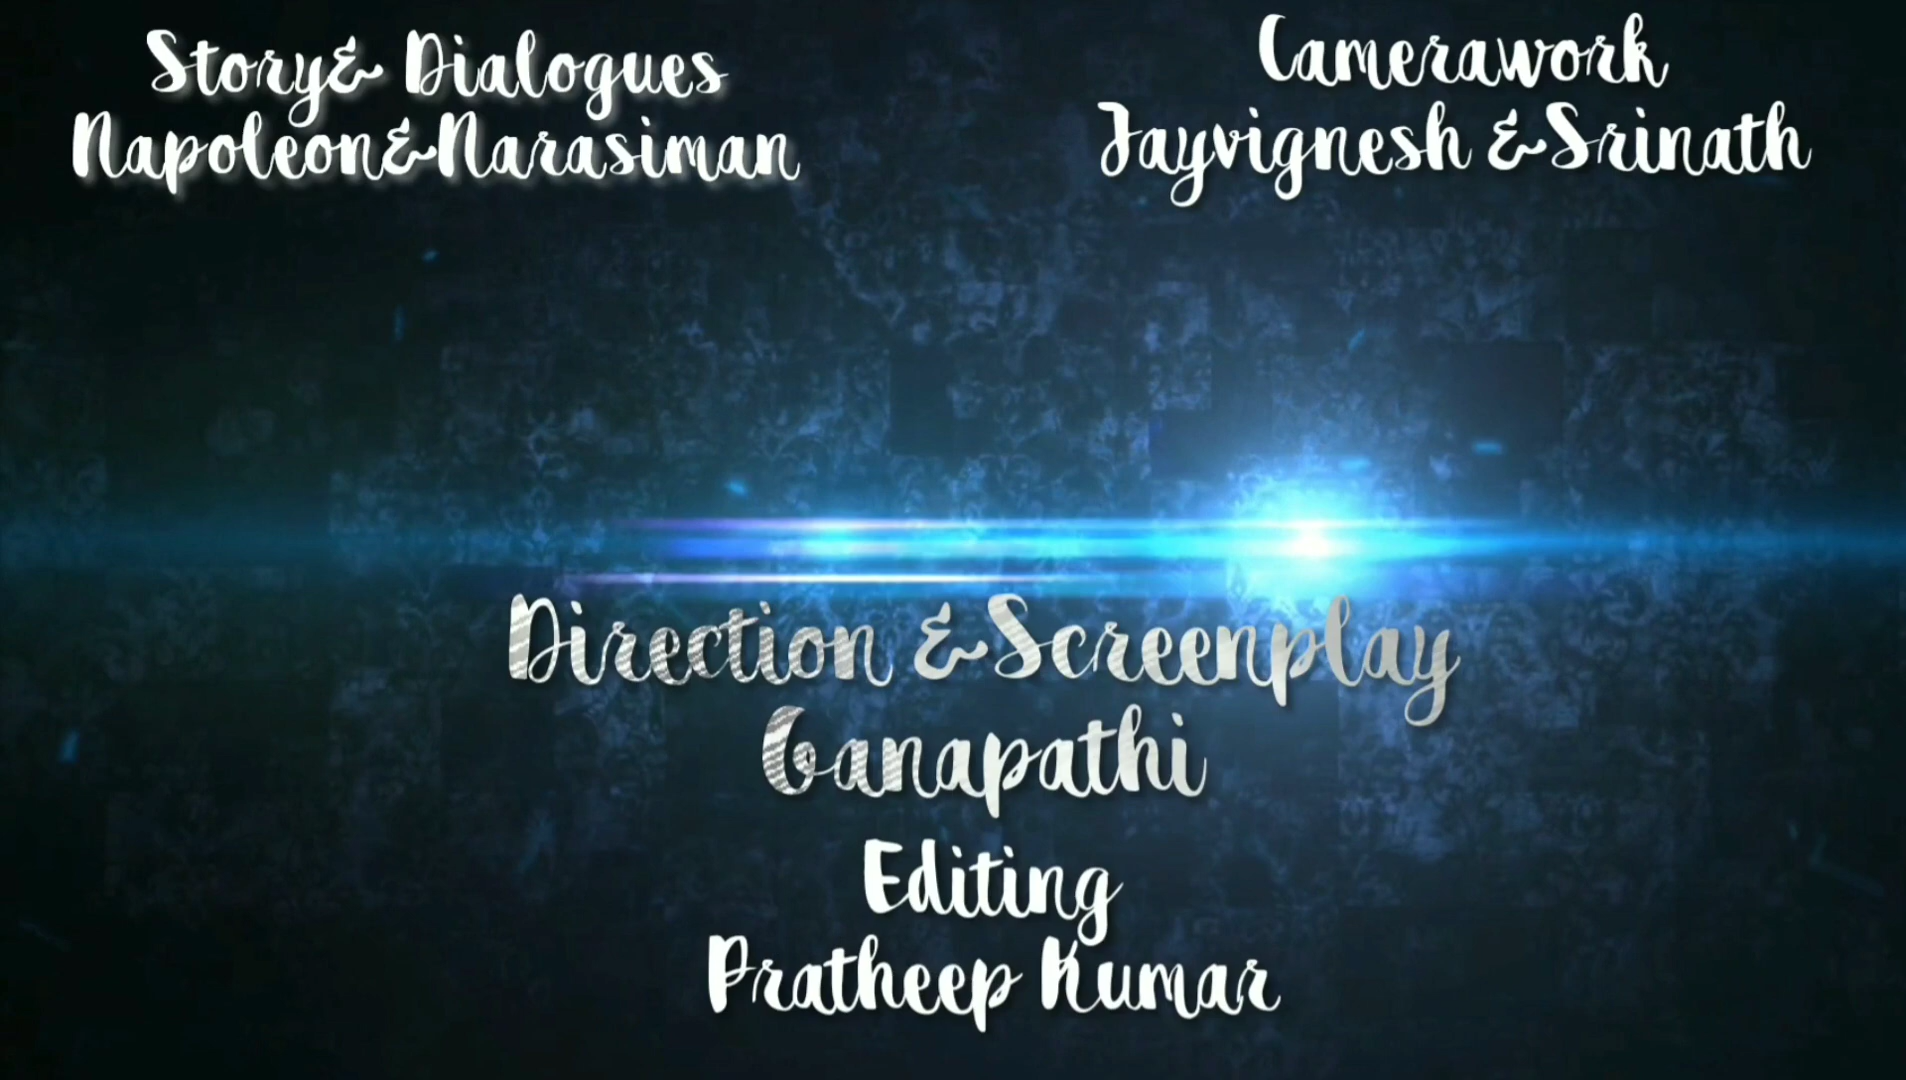 Story& Dialogues
Napoleon&Narasiman
Camerawork
Jayvignesh &Srinath
Direction &Screenplay
Ganapathi
Editing
Pratheep Kumar